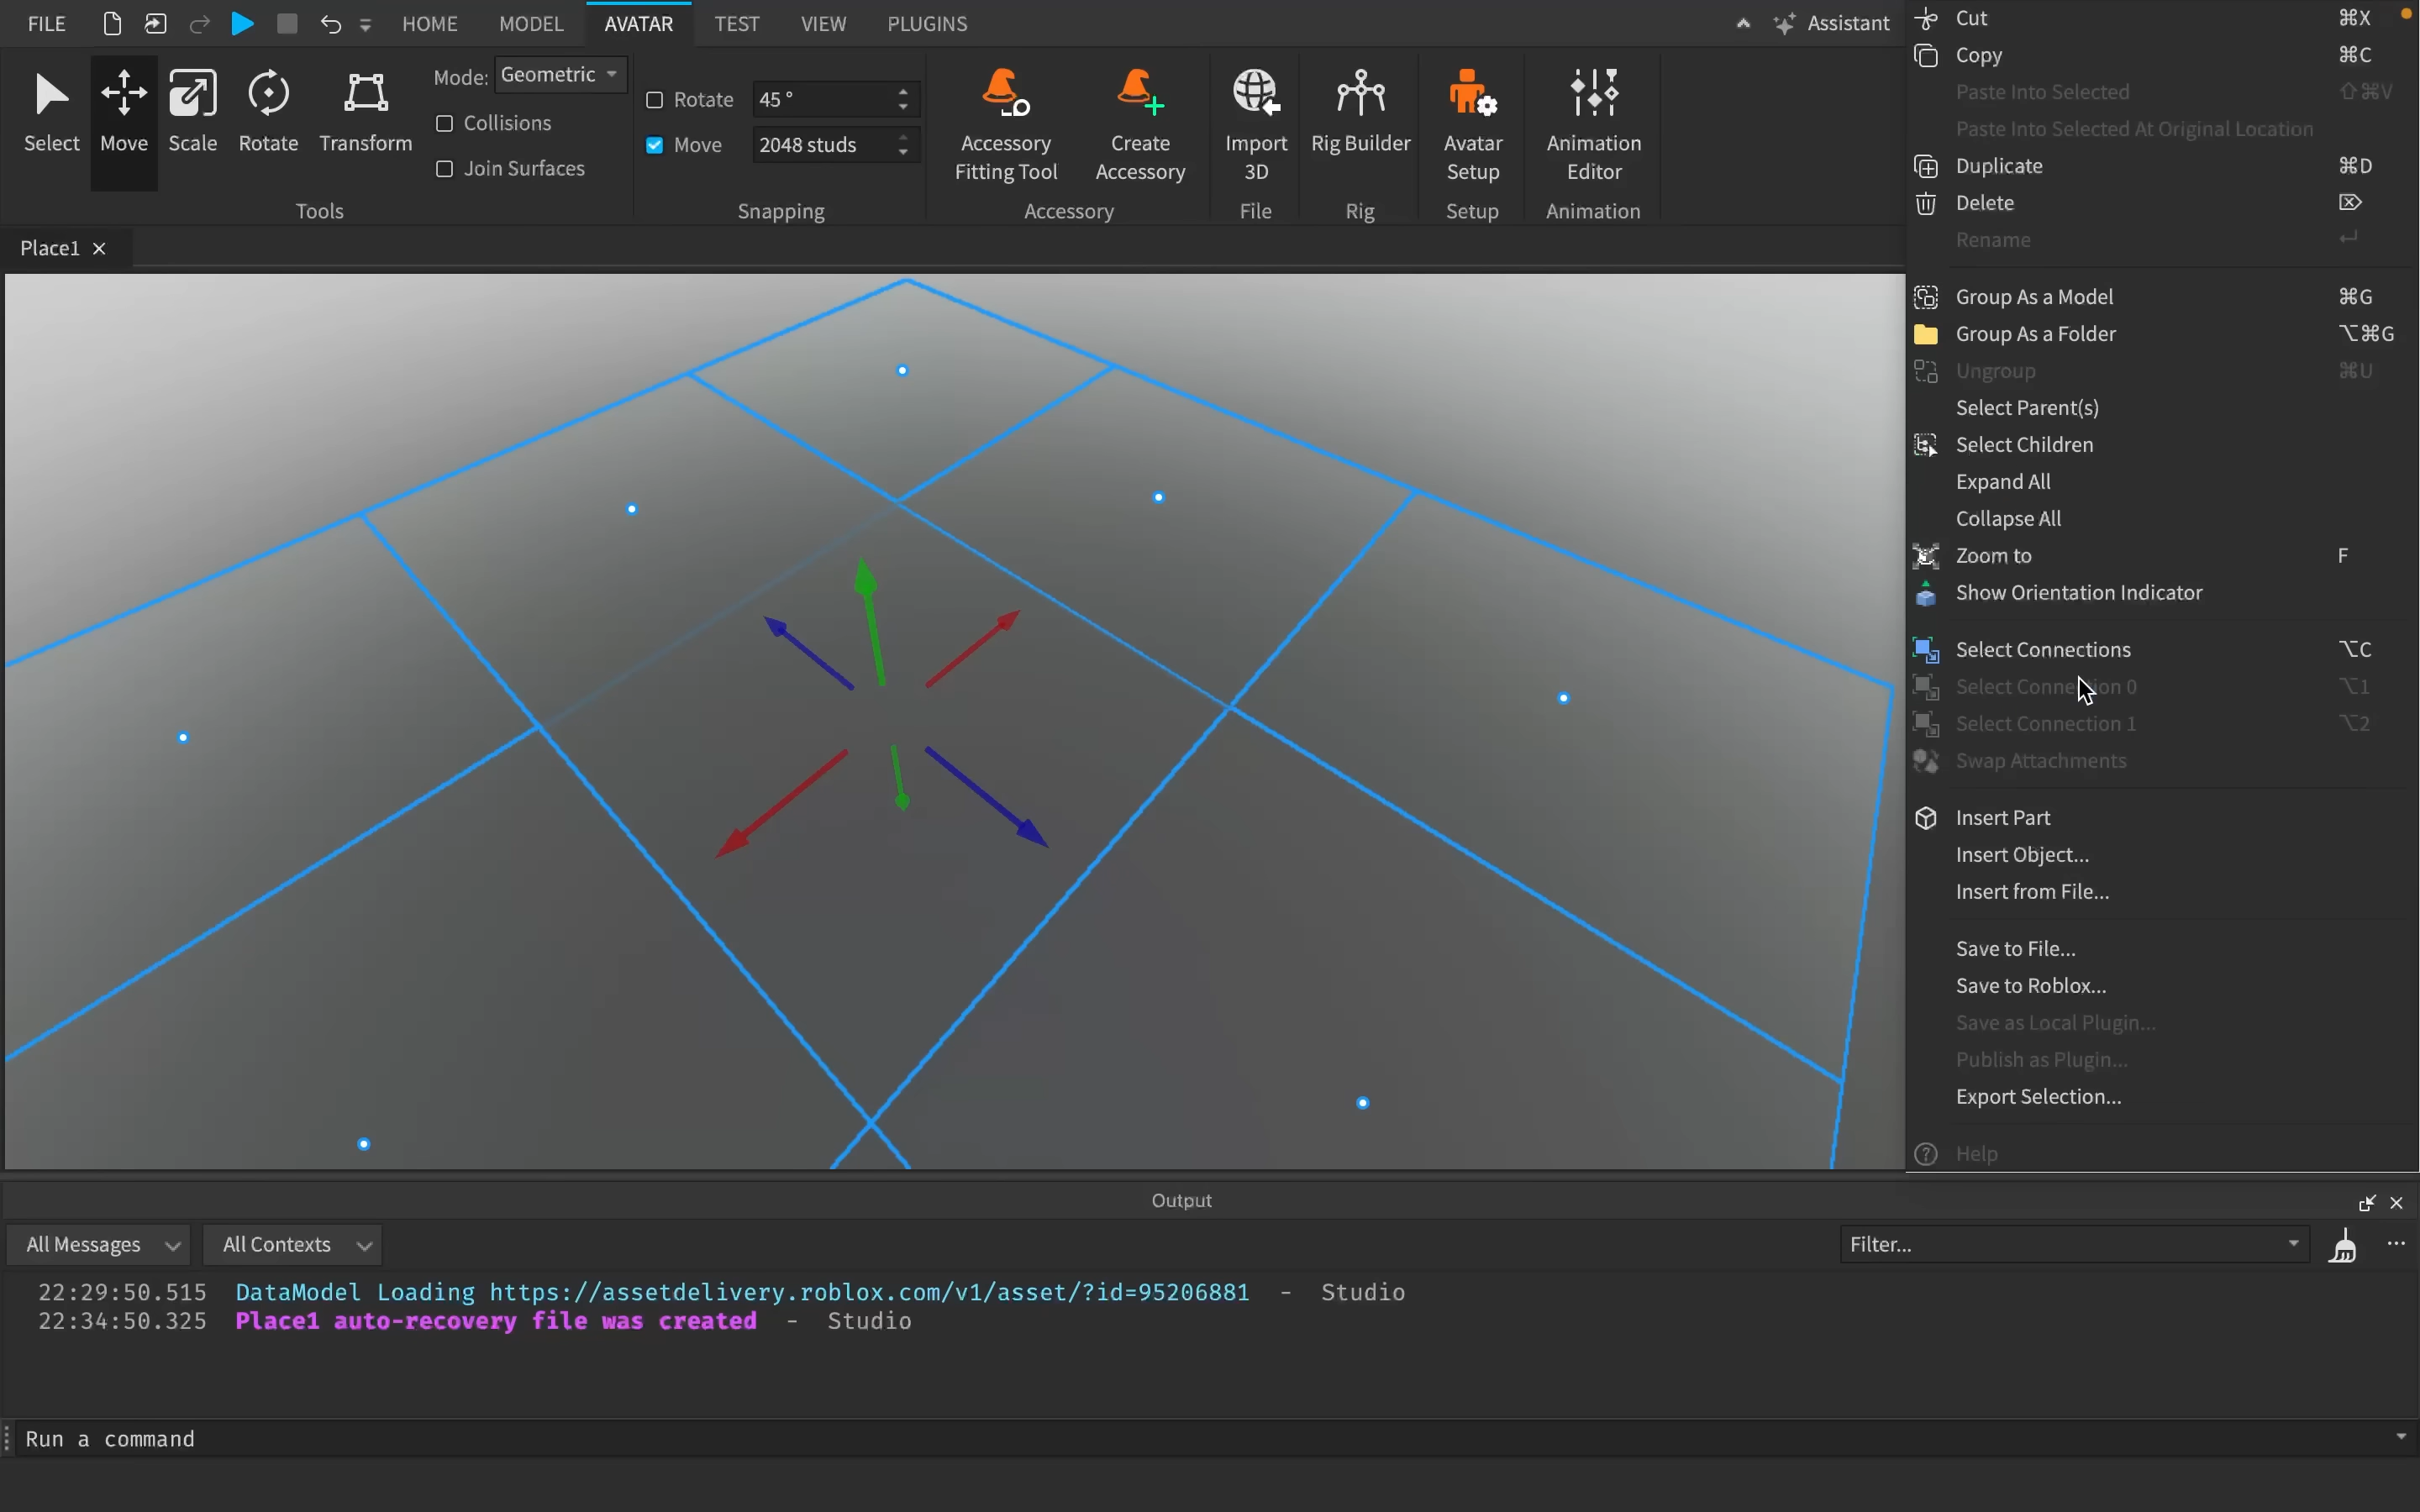 FILE HOME MODEL AVATAR TEST VIEW PLUGINS Assistant
Select Move Scale Rotate Transform
Mode: Geometric
Collisions
Join Surfaces
Tools
Rotate 45 °
Move 2048 studs
Snapping
Accessory
Fitting Tool
Create
Accessory
Accessory
Import
3D
File
Rig Builder
Rig
Avatar
Setup
Setup
Animation
Editor
Animation
Place1
Cut ⌘X
Copy ⌘C
Paste Into Selected ⇧⌘V
Paste Into Selected At Original Location
Duplicate ⌘D
Delete ⌦
Rename ↵
Group As a Model ⌘G
Group As a Folder ⌥⌘G
Ungroup ⌘U
Select Parent(s)
Select Children
Expand All
Collapse All
Zoom to F
Show Orientation Indicator
Select Connections ⌥C
Select Connection 0 ⌥1
Select Connection 1 ⌥2
Swap Attachments
Insert Part
Insert Object...
Insert from File...
Save to File...
Save to Roblox...
Save as Local Plugin...
Publish as Plugin...
Export Selection...
Help
Output
All Messages All Contexts Filter...
22:29:50.515 DataModel Loading https://assetdelivery.roblox.com/v1/asset/?id=95206881 - Studio
22:34:50.325 Place1 auto-recovery file was created - Studio
Run a command